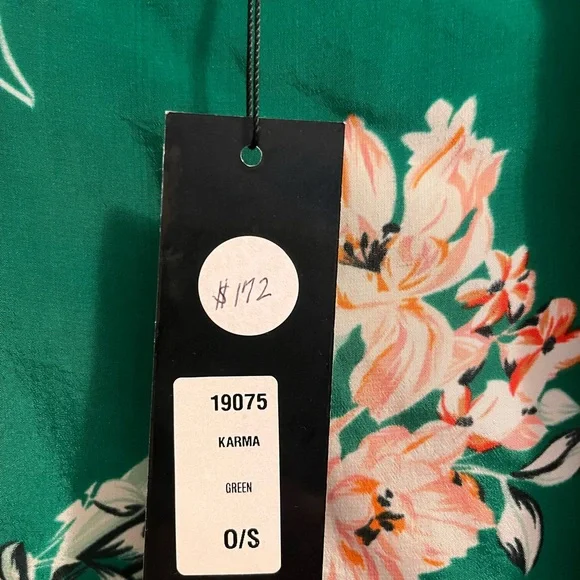 $172
19075
KARMA
GREEN
O/S